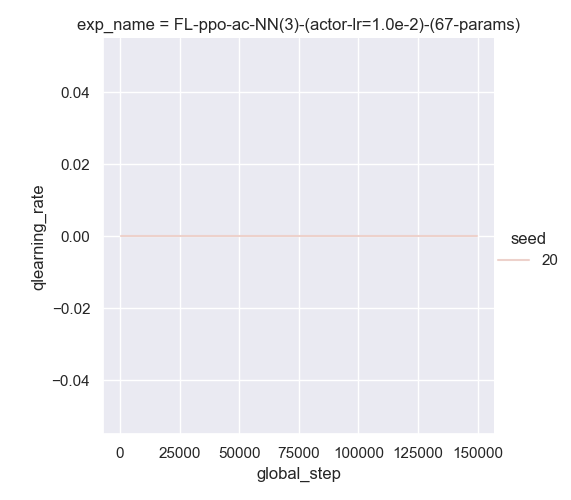 exp_name = FL-ppo-ac-NN(3)-(actor-lr=1.0e-2)-(67-params)
0.04
0.02
0.00
−0.02
−0.04
qlearning_rate
0 25000 50000 75000 100000 125000 150000
global_step
seed
20